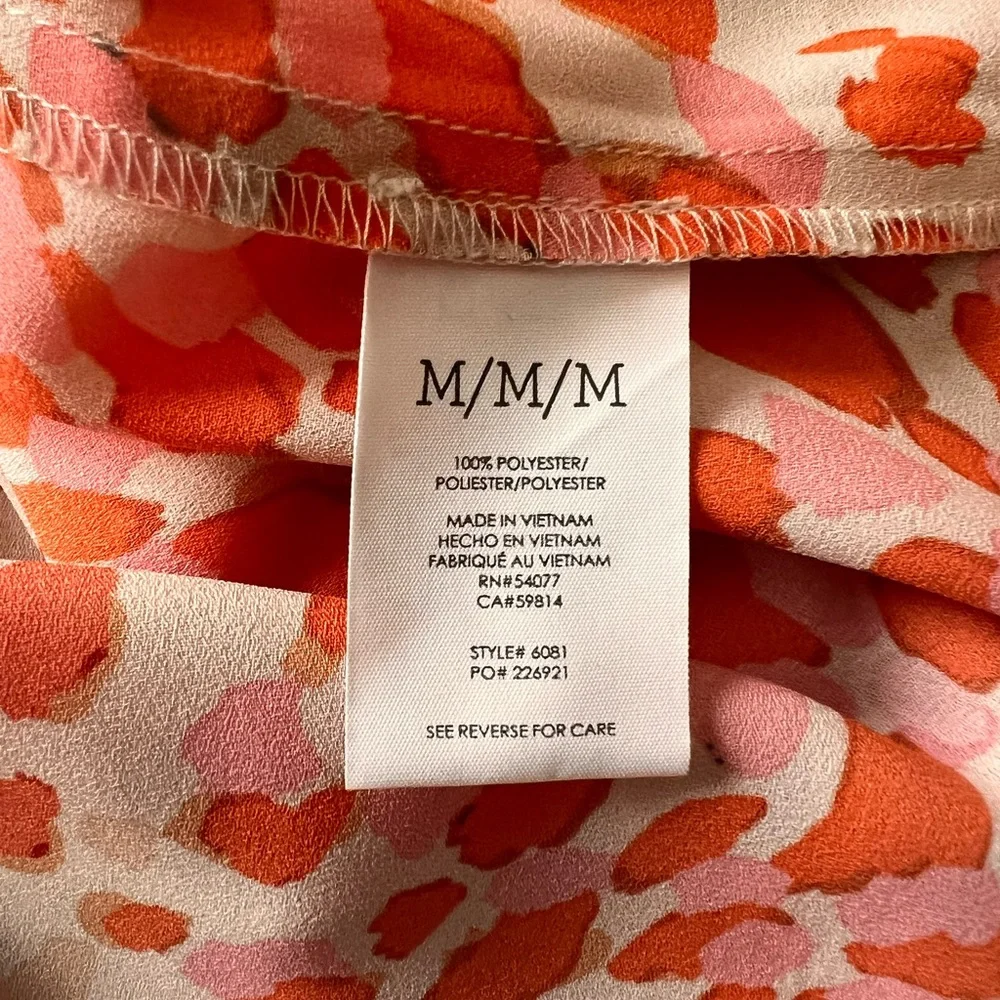 M/M/M
100% POLYESTER/
POLIESTER/POLYESTER
MADE IN VIETNAM
HECHO EN VIETNAM
FABRIQUÉ AU VIETNAM
RN#54077
CA#59814
STYLE# 6081
PO# 226921
SEE REVERSE FOR CARE